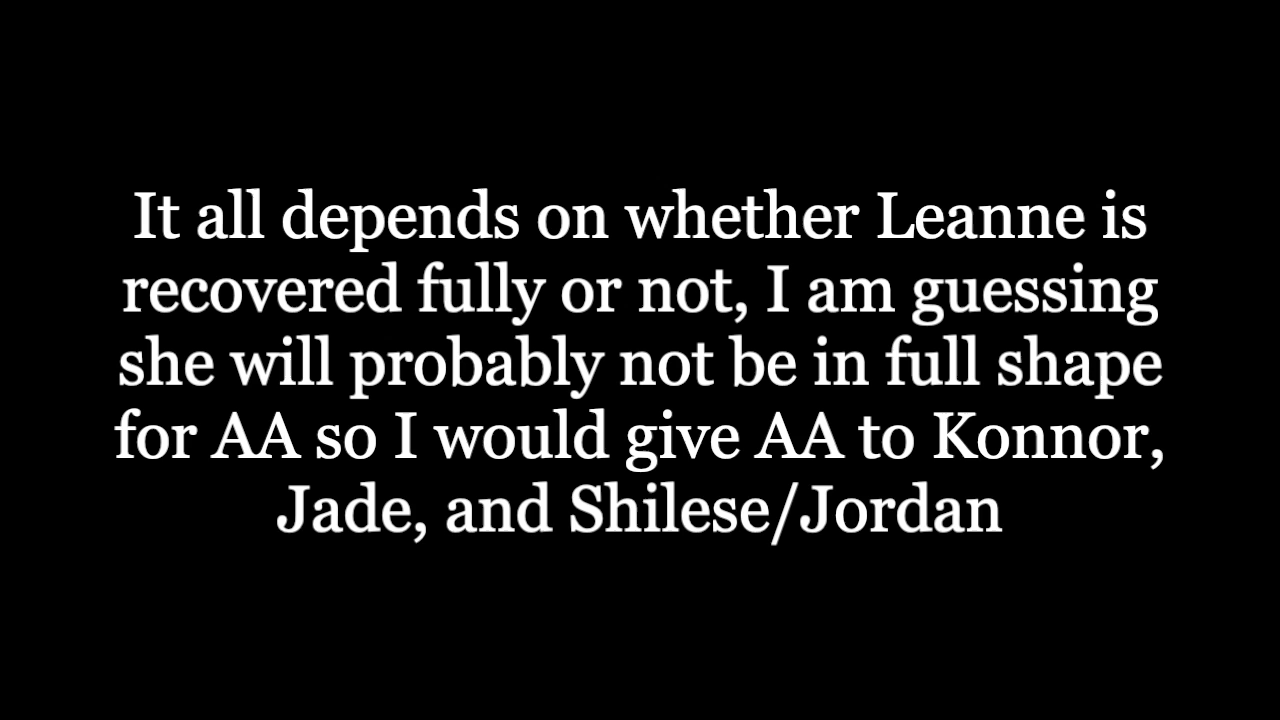 It all depends on whether Leanne is
recovered fully or not, I am guessing
she will probably not be in full shape
for AA so I would give AA to Konnor,
Jade, and Shilese/Jordan